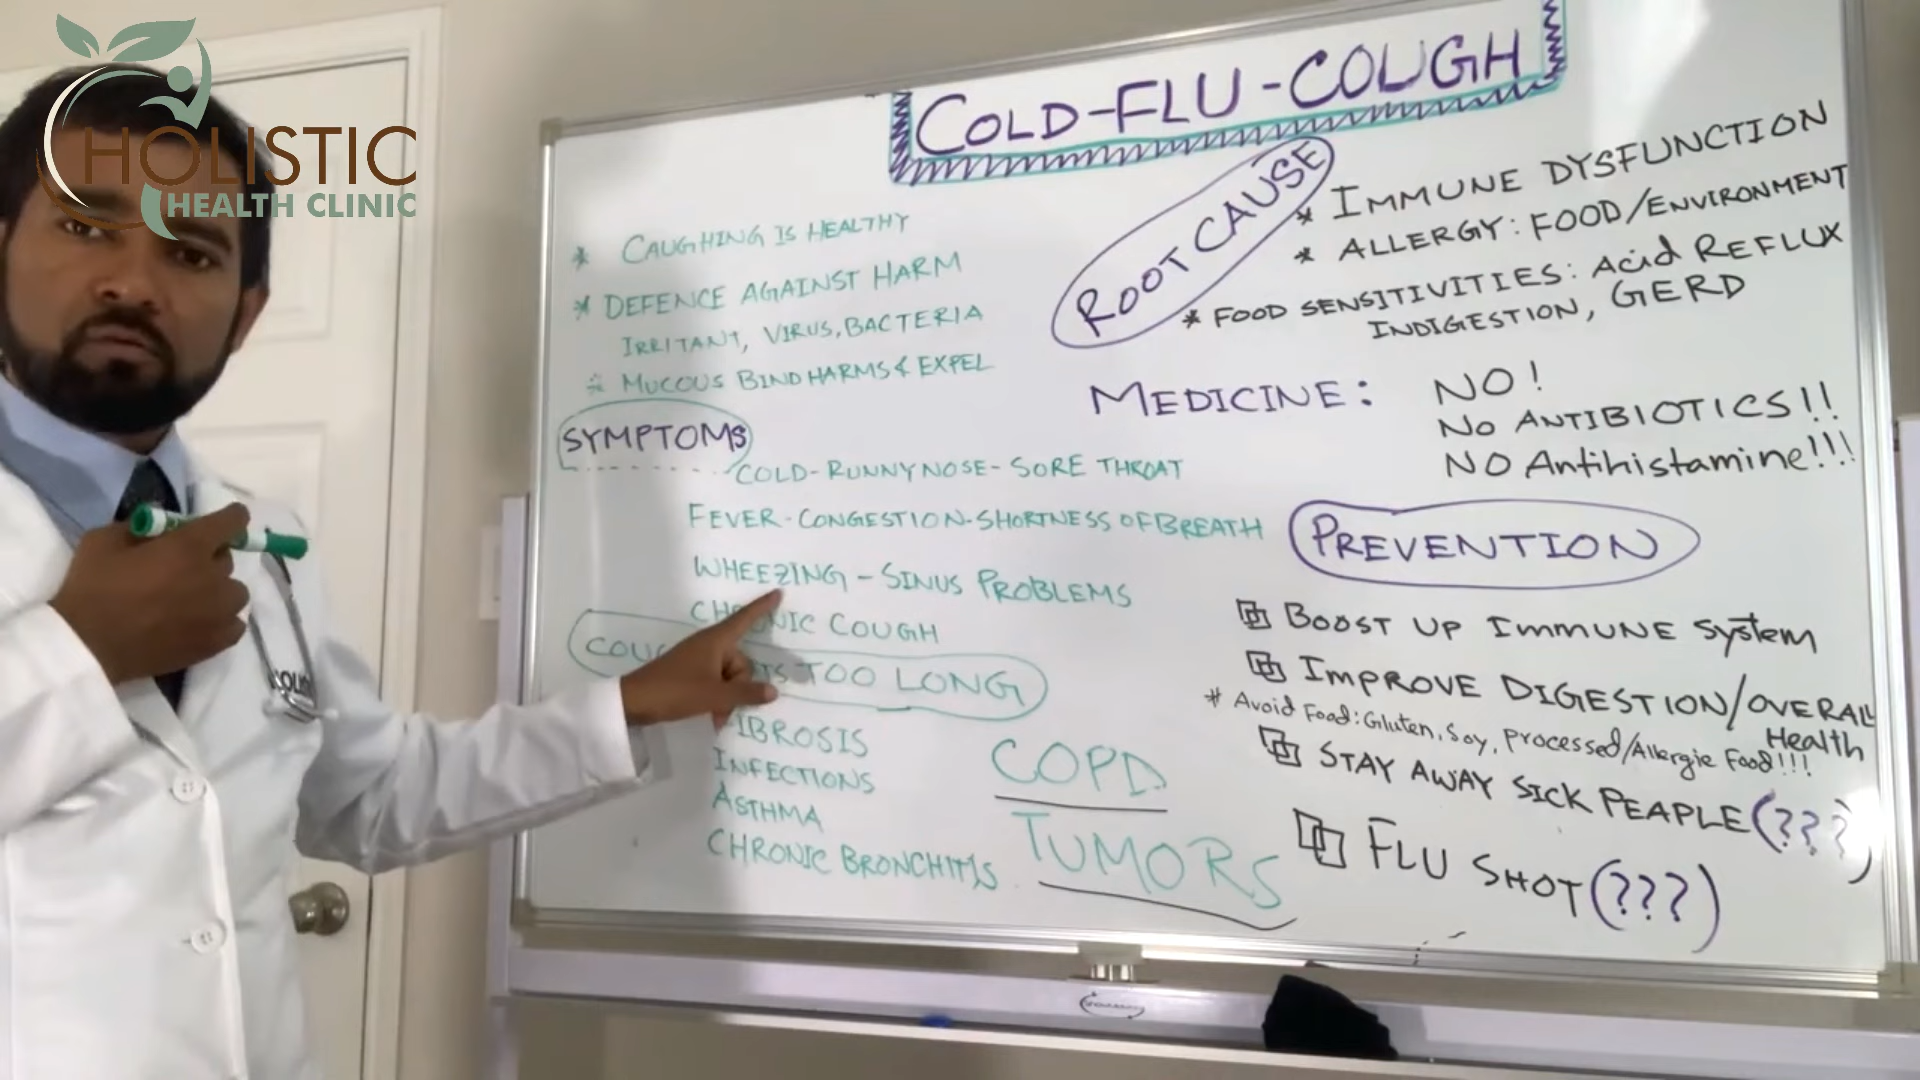 HOLISTIC
HEALTH CLINIC
COLD-FLU-COUGH
* CAUGHING IS HEALTHY
* DEFENCE AGAINST HARM
IRRITANT, VIRUS, BACTERIA
* MUCOUS BIND HARMS & EXPEL
SYMPTOMS
COLD-RUNNY NOSE-SORE THROAT
FEVER-CONGESTION-SHORTNESS OF BREATH
WHEEZING - SINUS PROBLEMS
CHRONIC COUGH
TOO LONG
FIBROSIS
INFECTIONS
ASTHMA
CHRONIC BRONCHITIS
COPD
TUMORS
ROOT CAUSE
* IMMUNE DYSFUNCTION
* ALLERGY: FOOD/ENVIRONMENT
* FOOD SENSITIVITIES: Acid REFLUX
INDIGESTION, GERD
MEDICINE: NO!
No ANTIBIOTICS!!
NO Antihistamine!!!
PREVENTION
BOOST UP IMMUNE System
IMPROVE DIGESTION/OVERALL
Health
* Avoid Food: Gluten, Soy, Processed/Allergie Food!!!
STAY AWAY SICK PEAPLE (???)
FLU SHOT (???)